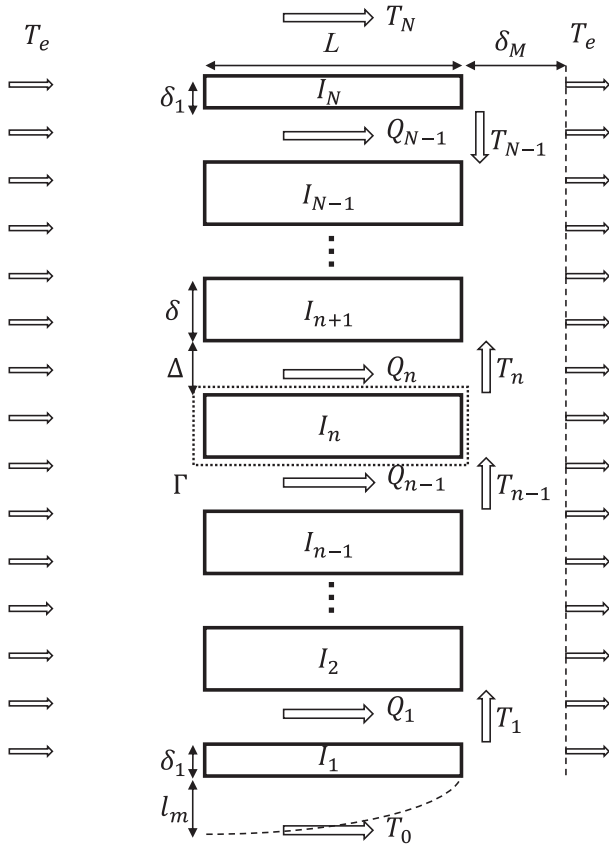 T_N
T_e L δ_M T_e
δ_1 I_N
Q_{N−1} T_{N−1}
I_{N−1}
δ I_{n+1}
Δ Q_n T_n
I_n
Γ Q_{n−1} T_{n−1}
I_{n−1}
I_2
Q_1 T_1
δ_1 I_1
l_m T_0